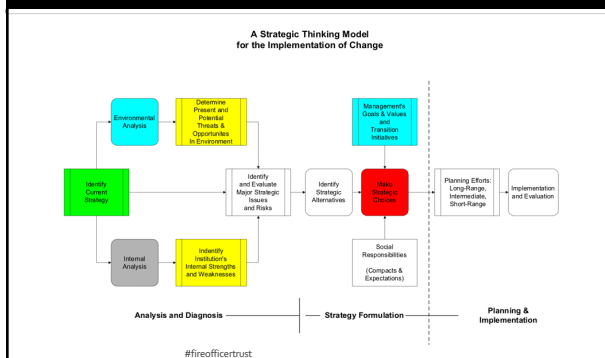 A Strategic Thinking Model
for the Implementation of Change
Environmental
Analysis
Determine
Present and
Potential
Threats &
Opportunites
In Environment
Management's
Goals & Values
and
Transition
Initiatives
Identify
Current
Strategy
Identify
and Evaluate
Major Strategic
Issues
and Risks
Identify
Strategic
Alternatives
Make
Strategic
Choices
Planning Efforts:
Long-Range,
Intermediate,
Short-Range
Implementation
and Evaluation
Internal
Analysis
Indentify
Institution's
Internal Strengths
and Weaknesses
Social
Responsibilities
(Compacts &
Expectations)
Analysis and Diagnosis
Strategy Formulation
Planning &
Implementation
#fireofficertrust